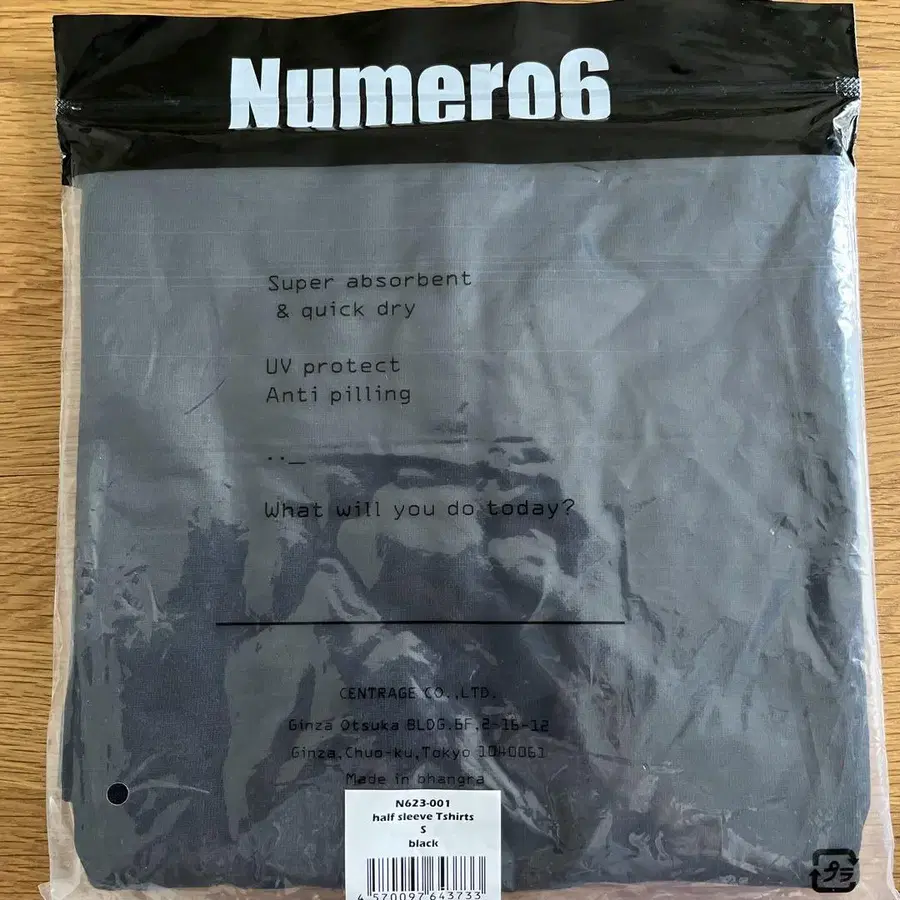 Numero6
Super absorbent
& quick dry
UV protect
Anti pilling
.._
What will you do today?
CENTRAGE CO.,LTD.
Ginza Otsuka BLDG.6F,2-16-12
Ginza,Chuo-ku,Tokyo 1040061
Made in bhangra
N623-001
half sleeve Tshirts
S
black
4 570097 643733
プラ